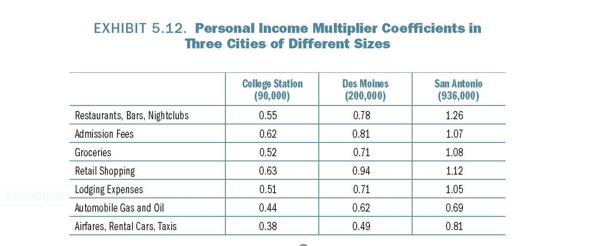 EXHIBIT 5.12. Personal Income Multiplier Coefficients in
Three Cities of Different Sizes
College Station Des Moines San Antonio
(90,000) (200,000) (936,000)
Restaurants, Bars, Nightclubs 0.55 0.78 1.26
Admission Fees 0.62 0.81 1.07
Groceries 0.52 0.71 1.08
Retail Shopping 0.63 0.94 1.12
Lodging Expenses 0.51 0.71 1.05
Automobile Gas and Oil 0.44 0.62 0.69
Airfares, Rental Cars, Taxis 0.38 0.49 0.81